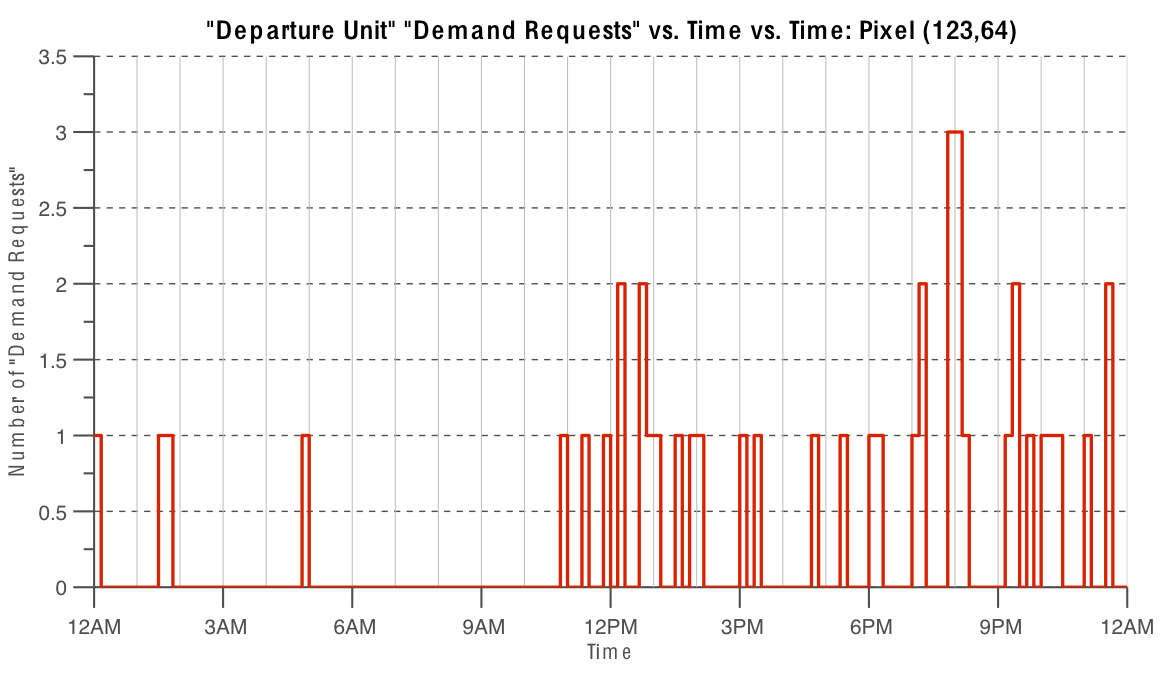 "Departure Unit" "Demand Requests" vs. Time vs. Time: Pixel (123,64)
Number of "Demand Requests"
3.5
3
2.5
2
1.5
1
0.5
0
12AM 3AM 6AM 9AM 12PM 3PM 6PM 9PM 12AM
Time